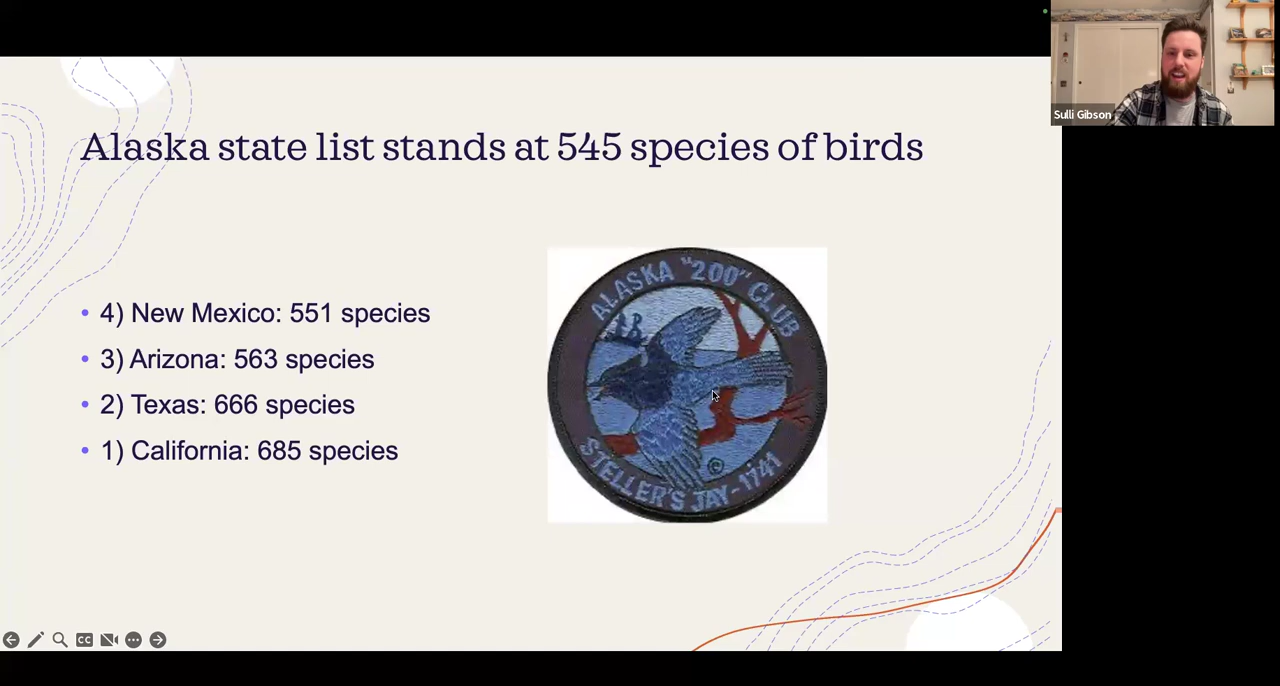 Alaska state list stands at 545 species of birds
• 4) New Mexico: 551 species
• 3) Arizona: 563 species
• 2) Texas: 666 species
• 1) California: 685 species
ALASKA "200" CLUB
©
STELLER'S JAY-1741
Sulli Gibson
CC